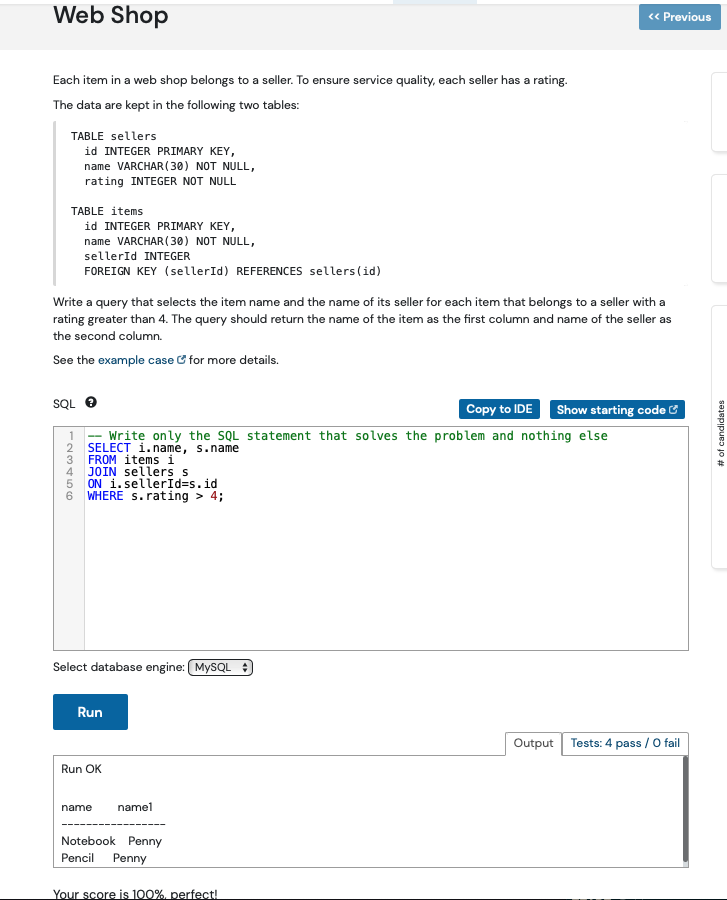 Web Shop
<< Previous
Each item in a web shop belongs to a seller. To ensure service quality, each seller has a rating.
The data are kept in the following two tables:
TABLE sellers
id INTEGER PRIMARY KEY,
name VARCHAR(30) NOT NULL,
rating INTEGER NOT NULL
TABLE items
id INTEGER PRIMARY KEY,
name VARCHAR(30) NOT NULL,
sellerId INTEGER
FOREIGN KEY (sellerId) REFERENCES sellers(id)
Write a query that selects the item name and the name of its seller for each item that belongs to a seller with a
rating greater than 4. The query should return the name of the item as the first column and name of the seller as
the second column.
See the example case for more details.
SQL ?
Copy to IDE
Show starting code
1 -- Write only the SQL statement that solves the problem and nothing else
2 SELECT i.name, s.name
3 FROM items i
4 JOIN sellers s
5 ON i.sellerId=s.id
6 WHERE s.rating > 4;
# of candidates
Select database engine: MySQL
Run
Output
Tests: 4 pass / 0 fail
Run OK
name name1
-----------------
Notebook Penny
Pencil Penny
Your score is 100%, perfect!